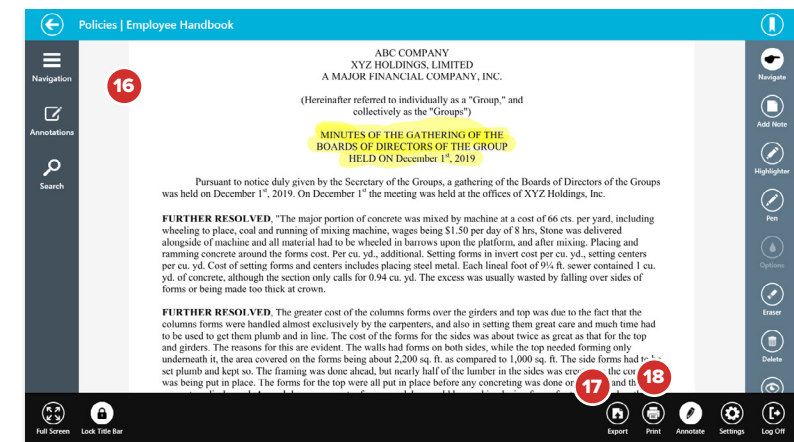 Policies | Employee Handbook
Navigation
Annotations
Search
16
ABC COMPANY
XYZ HOLDINGS, LIMITED
A MAJOR FINANCIAL COMPANY, INC.
(Hereinafter referred to individually as a "Group," and
collectively as the "Groups")
MINUTES OF THE GATHERING OF THE
BOARDS OF DIRECTORS OF THE GROUP
HELD ON December 1st, 2019
Pursuant to notice duly given by the Secretary of the Groups, a gathering of the Boards of Directors of the Groups
was held on December 1st, 2019. On December 1st the meeting was held at the offices of XYZ Holdings, Inc.
FURTHER RESOLVED, "The major portion of concrete was mixed by machine at a cost of 66 cts. per yard, including
wheeling to place, coal and running of mixing machine, wages being $1.50 per day of 8 hrs, Stone was delivered
alongside of machine and all material had to be wheeled in barrows upon the platform, and after mixing. Placing and
ramming concrete around the forms cost. Per cu. yd., additional. Setting forms in invert cost per cu. yd., setting centers
per cu. yd. Cost of setting forms and centers includes placing steel metal. Each lineal foot of 9¼ ft. sewer contained 1 cu.
yd. of concrete, although the section only calls for 0.94 cu. yd. The excess was usually wasted by falling over sides of
forms or being made too thick at crown.
FURTHER RESOLVED, The greater cost of the columns forms over the girders and top was due to the fact that the
columns forms were handled almost exclusively by the carpenters, and also in setting them great care and much time had
to be used to get them plumb and in line. The cost of the forms for the sides was about twice as great as that for the top
and girders. The reasons for this are evident. The walls had forms on both sides, while the top needed forming only
underneath it, the area covered on the forms being about 2,200 sq. ft. as compared to 1,000 sq. ft. The side forms had to be
set plumb and kept so. The framing was done ahead, but nearly half of the lumber in the sides was the
was being put in place. The forms for the top were all put in place before any concreting was done and
17
18
Navigate
Add Note
Highlighter
Pen
Options
Eraser
Delete
Full Screen
Lock Title Bar
Export
Print
Annotate
Settings
Log Off